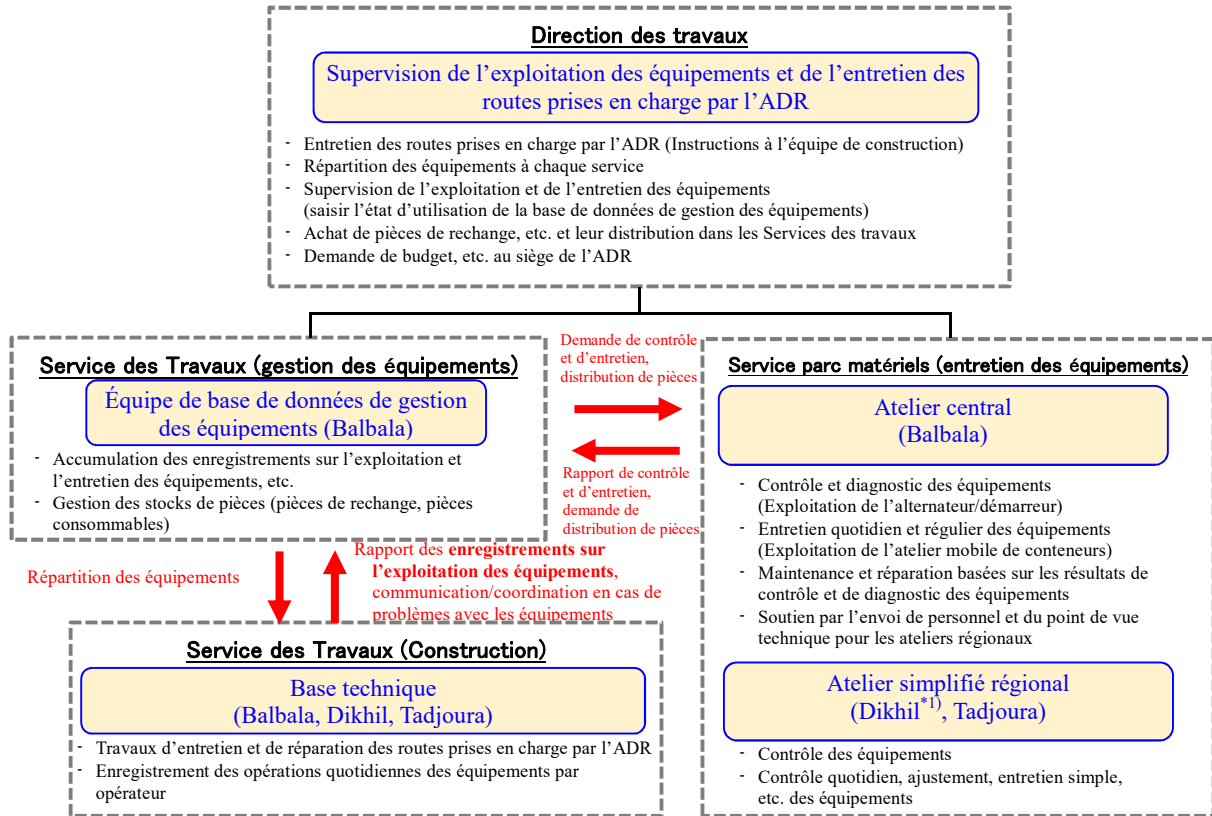 Direction des travaux
Supervision de l’exploitation des équipements et de l’entretien des
routes prises en charge par l’ADR
- Entretien des routes prises en charge par l’ADR (Instructions à l’équipe de construction)
- Répartition des équipements à chaque service
- Supervision de l’exploitation et de l’entretien des équipements
(saisir l’état d’utilisation de la base de données de gestion des équipements)
- Achat de pièces de rechange, etc. et leur distribution dans les Services des travaux
- Demande de budget, etc. au siège de l’ADR
Service des Travaux (gestion des équipements)
Équipe de base de données de gestion
des équipements (Balbala)
- Accumulation des enregistrements sur l’exploitation et
l’entretien des équipements, etc.
- Gestion des stocks de pièces (pièces de rechange, pièces
consommables)
Demande de contrôle
et d’entretien,
distribution de pièces
Rapport de contrôle
et d’entretien,
demande de
distribution de pièces
Répartition des équipements
Rapport des enregistrements sur
l’exploitation des équipements,
communication/coordination en cas de
problèmes avec les équipements
Service des Travaux (Construction)
Base technique
(Balbala, Dikhil, Tadjoura)
- Travaux d’entretien et de réparation des routes prises en charge par l’ADR
- Enregistrement des opérations quotidiennes des équipements par
opérateur
Service parc matériels (entretien des équipements)
Atelier central
(Balbala)
- Contrôle et diagnostic des équipements
(Exploitation de l’alternateur/démarreur)
- Entretien quotidien et régulier des équipements
(Exploitation de l’atelier mobile de conteneurs)
- Maintenance et réparation basées sur les résultats de
contrôle et de diagnostic des équipements
- Soutien par l’envoi de personnel et du point de vue
technique pour les ateliers régionaux
Atelier simplifié régional
(Dikhil*1), Tadjoura)
- Contrôle des équipements
- Contrôle quotidien, ajustement, entretien simple,
etc. des équipements